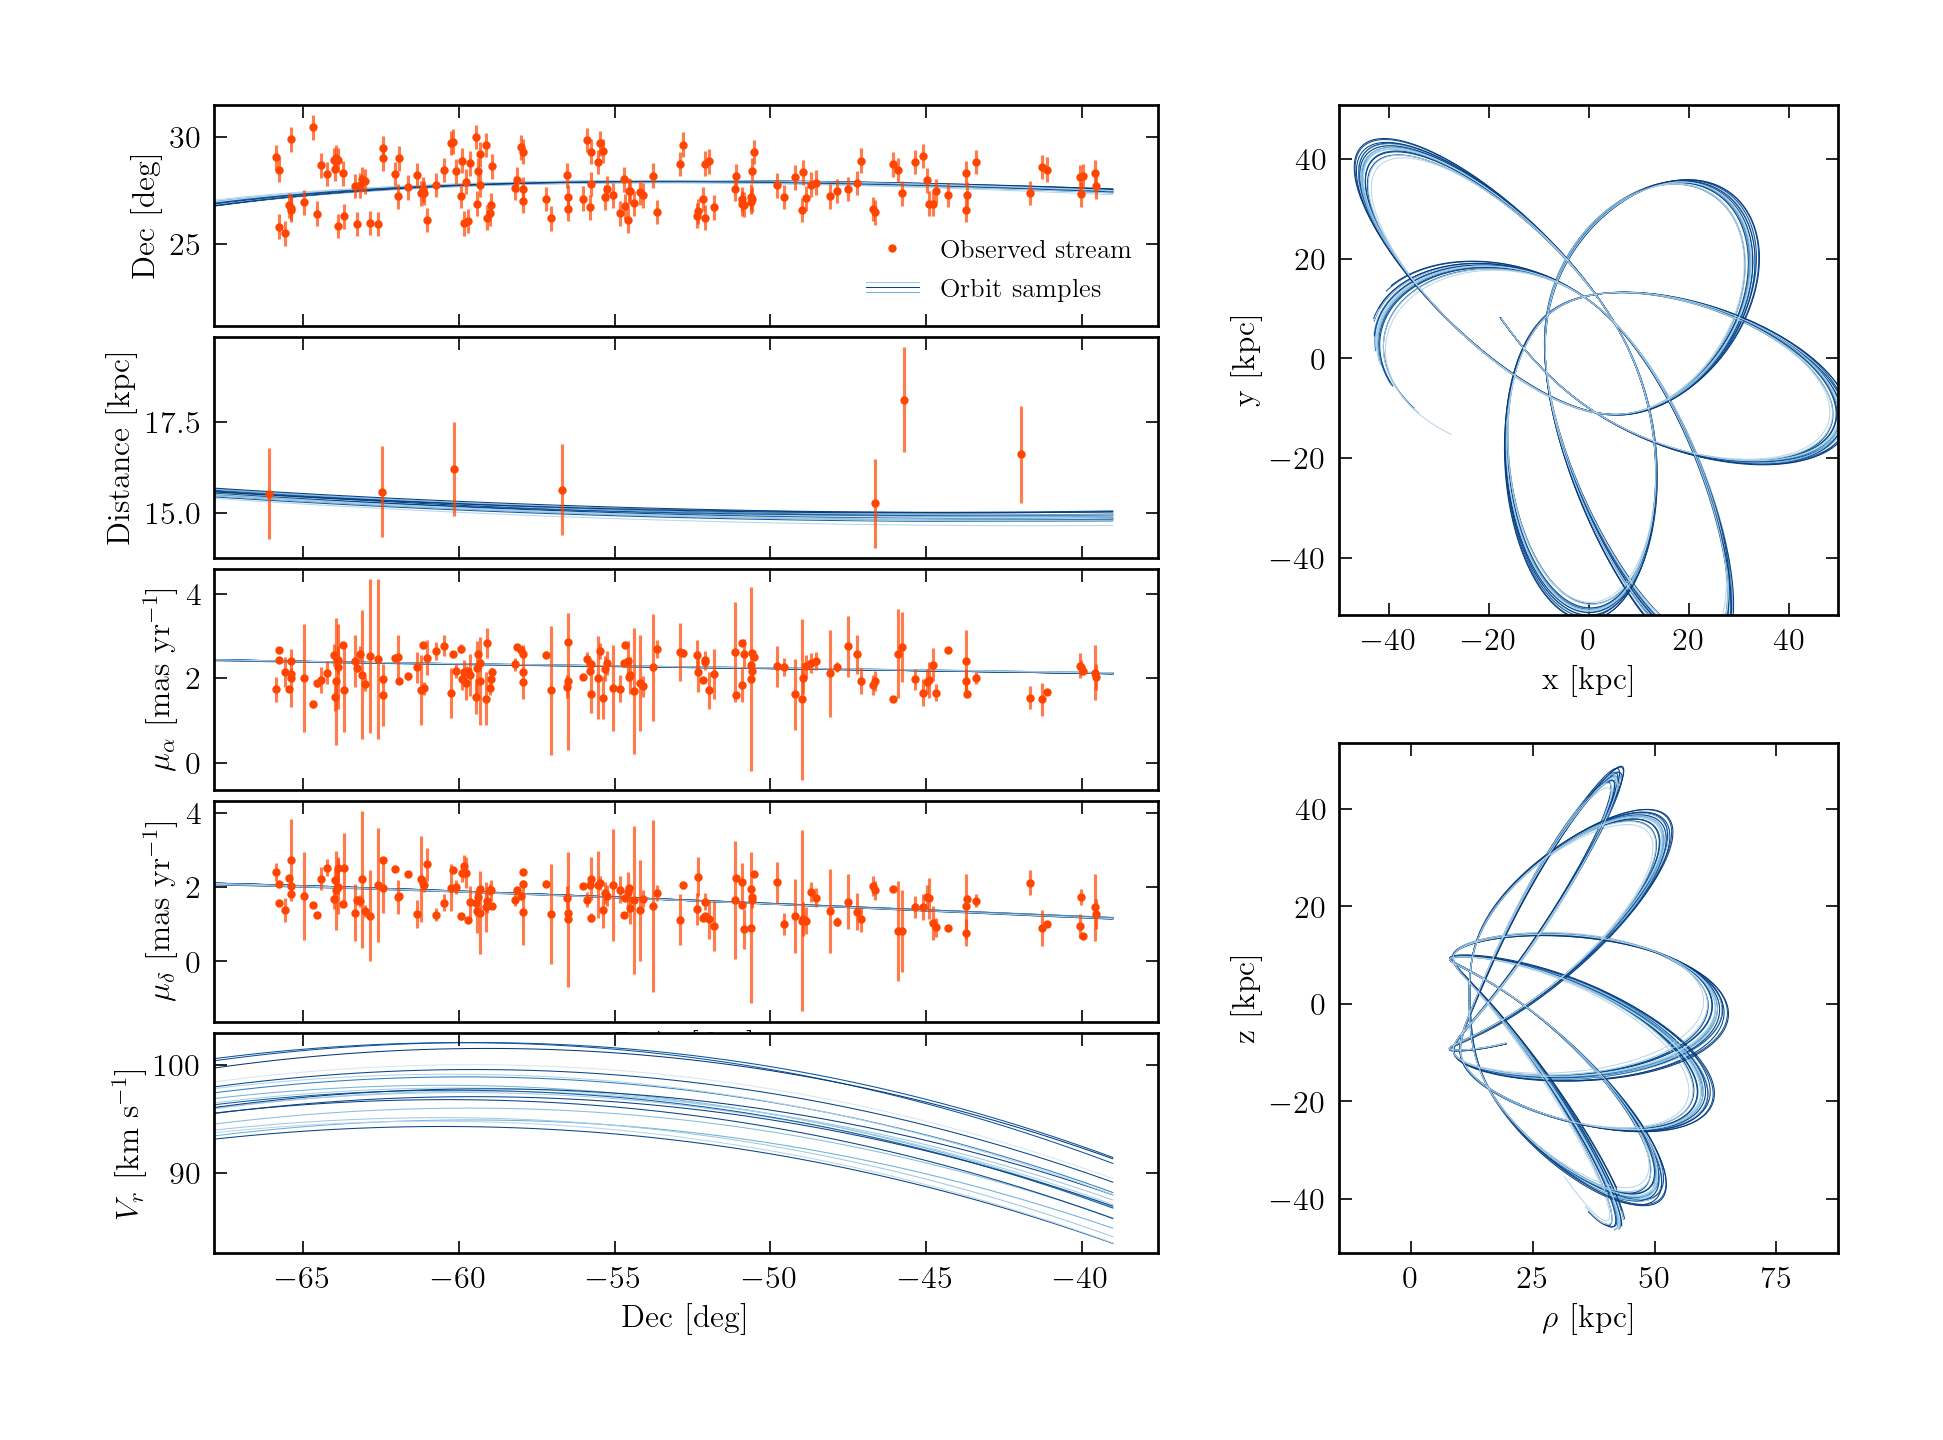 30
25
Dec [deg]
Observed stream
Orbit samples
17.5
15.0
Distance [kpc]
4
2
0
μα [mas yr−1]
4
2
0
μδ [mas yr−1]
100
90
Vr [km s−1]
−65 −60 −55 −50 −45 −40
Dec [deg]
40
20
0
−20
−40
y [kpc]
−40 −20 0 20 40
x [kpc]
40
20
0
−20
−40
z [kpc]
0 25 50 75
ρ [kpc]